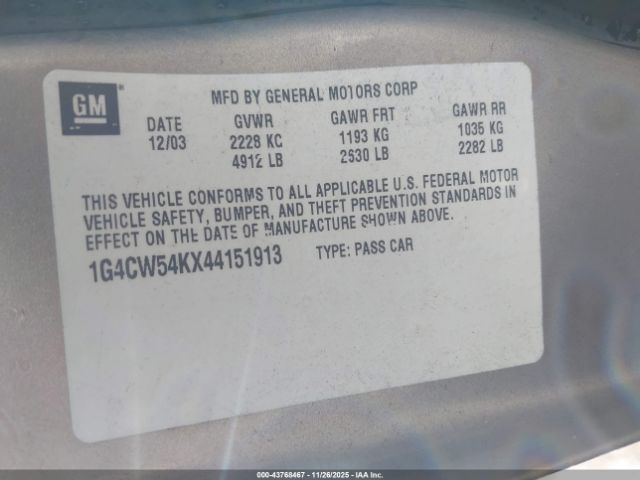 GM
MFD BY GENERAL MOTORS CORP
DATE GVWR GAWR FRT GAWR RR
12/03 2228 KG 1193 KG 1035 KG
4912 LB 2630 LB 2282 LB
THIS VEHICLE CONFORMS TO ALL APPLICABLE U.S. FEDERAL MOTOR
VEHICLE SAFETY, BUMPER, AND THEFT PREVENTION STANDARDS IN
EFFECT ON THE DATE OF MANUFACTURE SHOWN ABOVE.
1G4CW54KX44151913 TYPE: PASS CAR
000-43768467 - 11/26/2025 - IAA Inc.